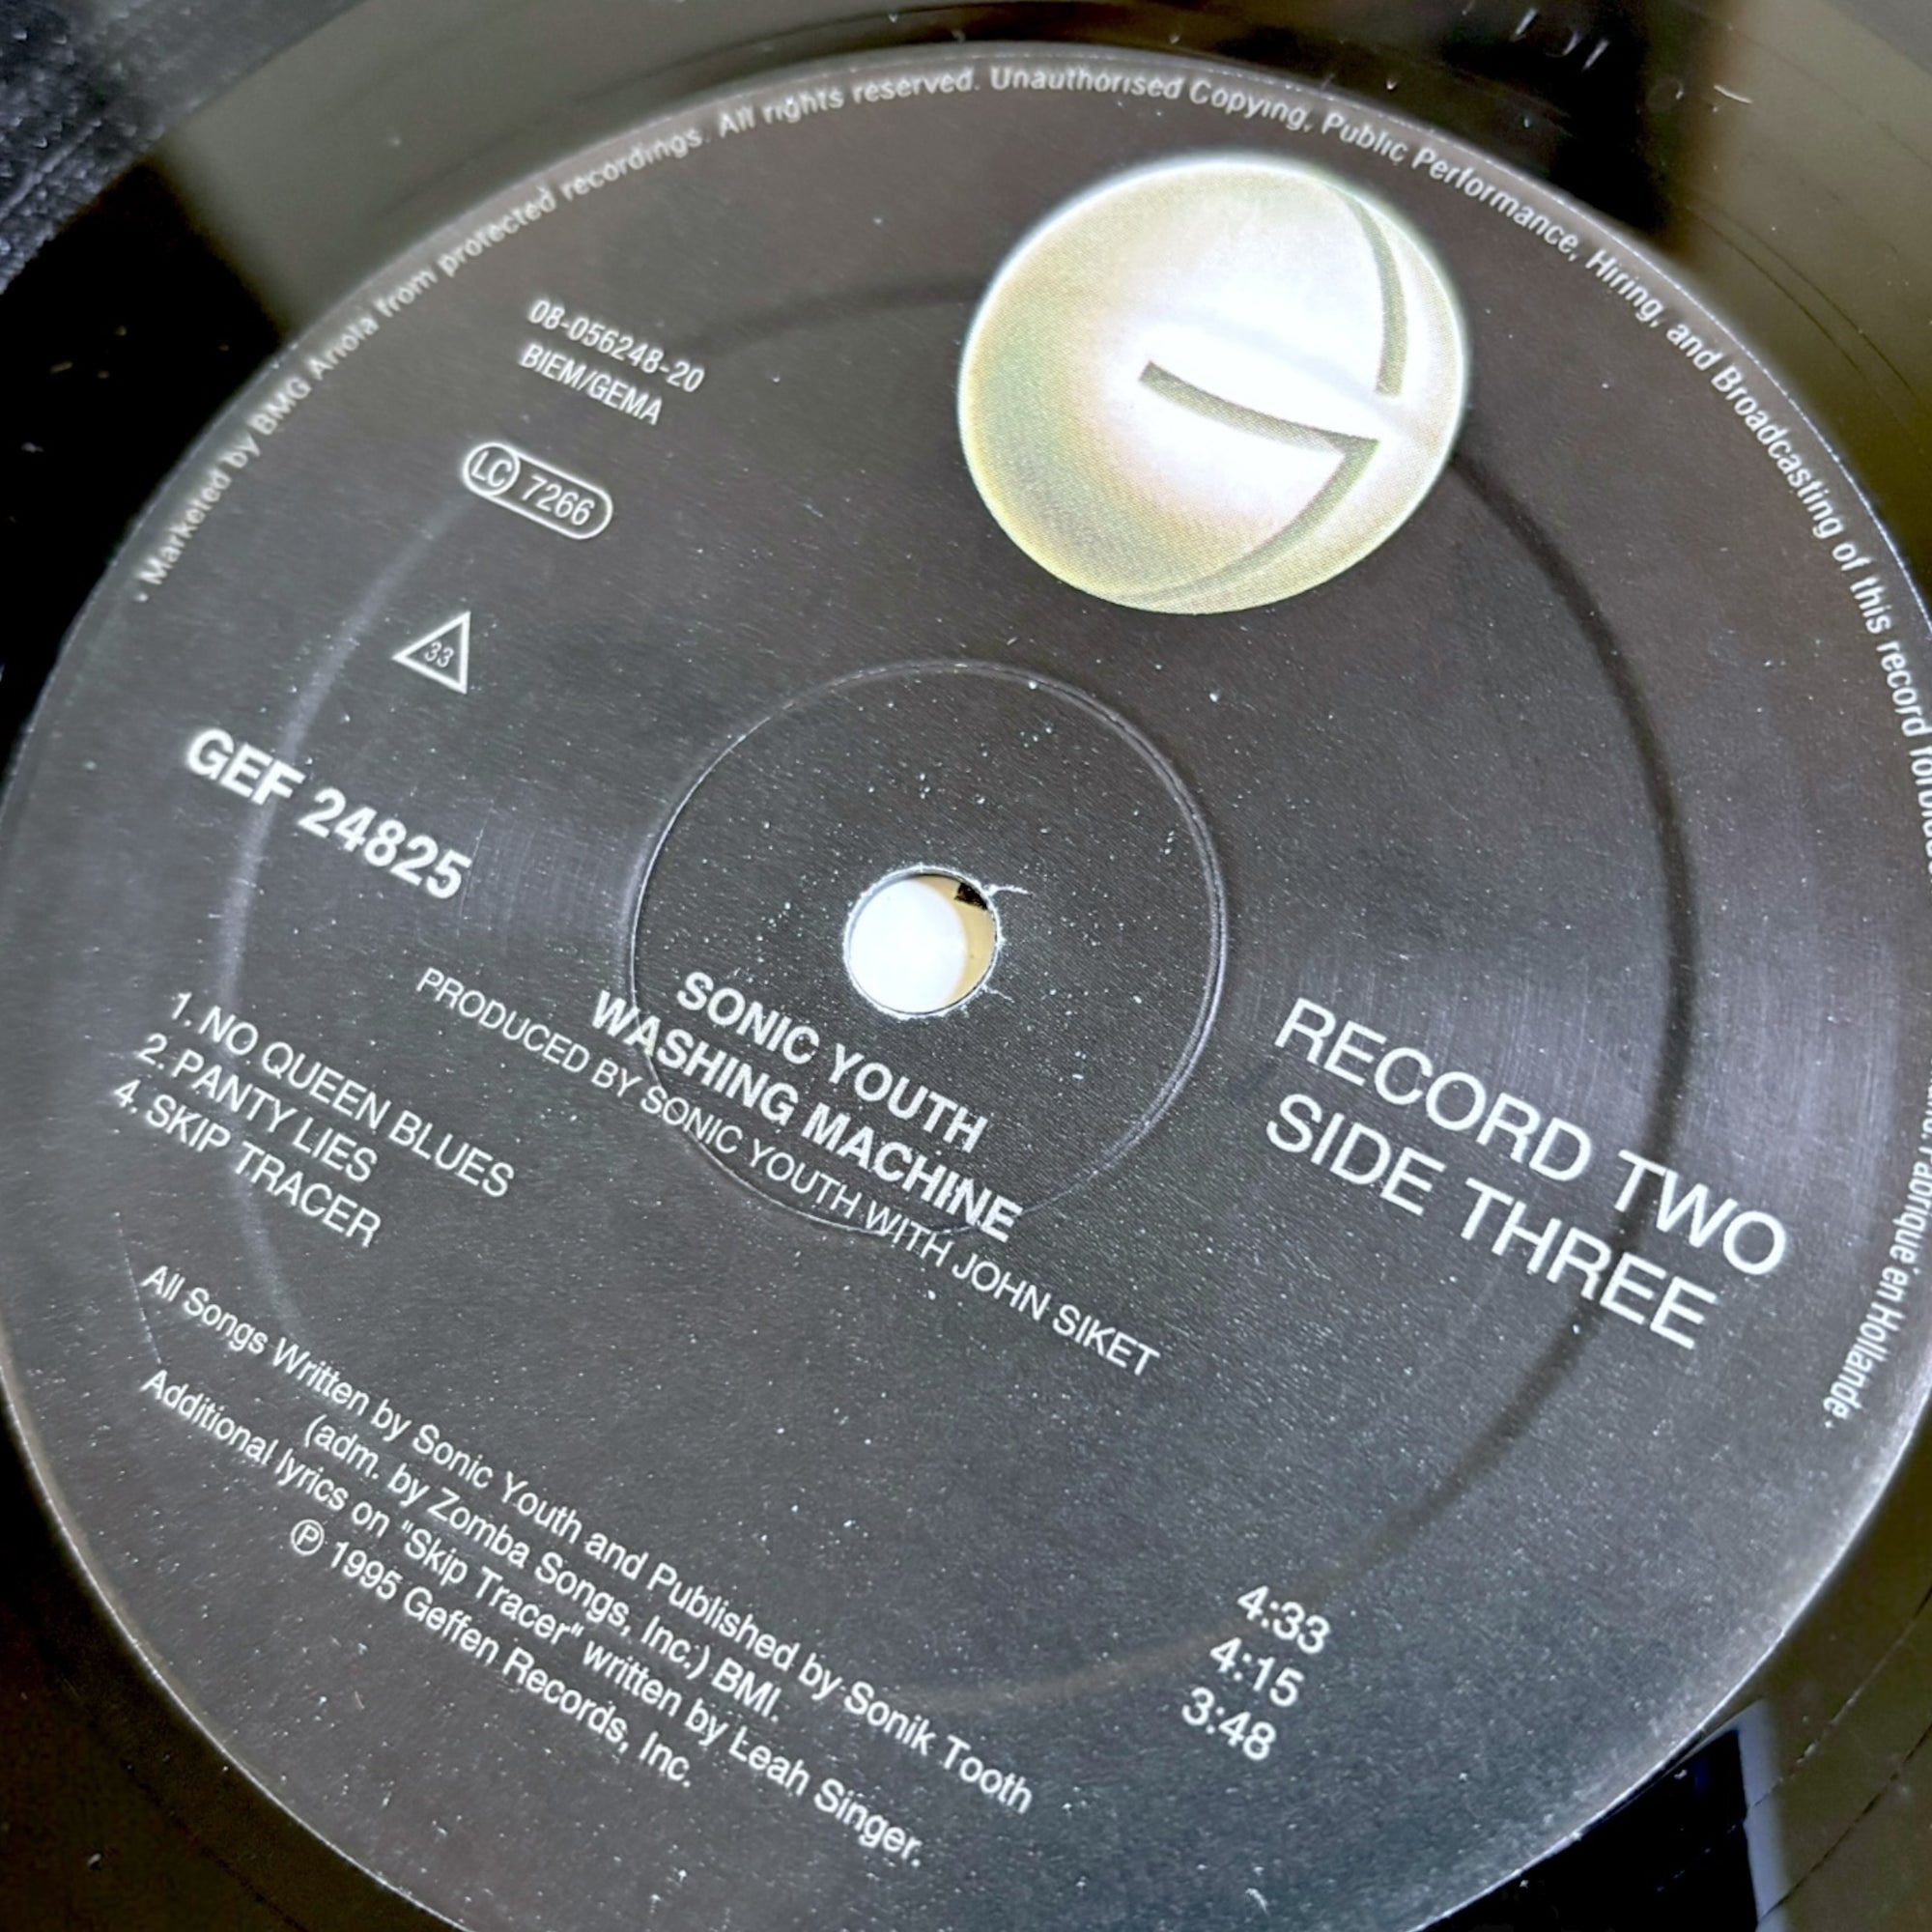 · Marketed by BMG Ariola from protected recordings. All rights reserved. Unauthorised Copying, Public Performance, Hiring, and Broadcasting of this record
en Hollande.
08-056248-20
BIEM/GEMA
LC 7266
33
GEF 24825
RECORD TWO
SIDE THREE
SONIC YOUTH
WASHING MACHINE
PRODUCED BY SONIC YOUTH WITH JOHN SIKET
1. NO QUEEN BLUES 4:33
2. PANTY LIES 4:15
4. SKIP TRACER 3:48
All Songs Written by Sonic Youth and Published by Sonik Tooth
(adm. by Zomba Songs, Inc.) BMI.
Additional lyrics on "Skip Tracer" written by Leah Singer.
℗ 1995 Geffen Records, Inc.